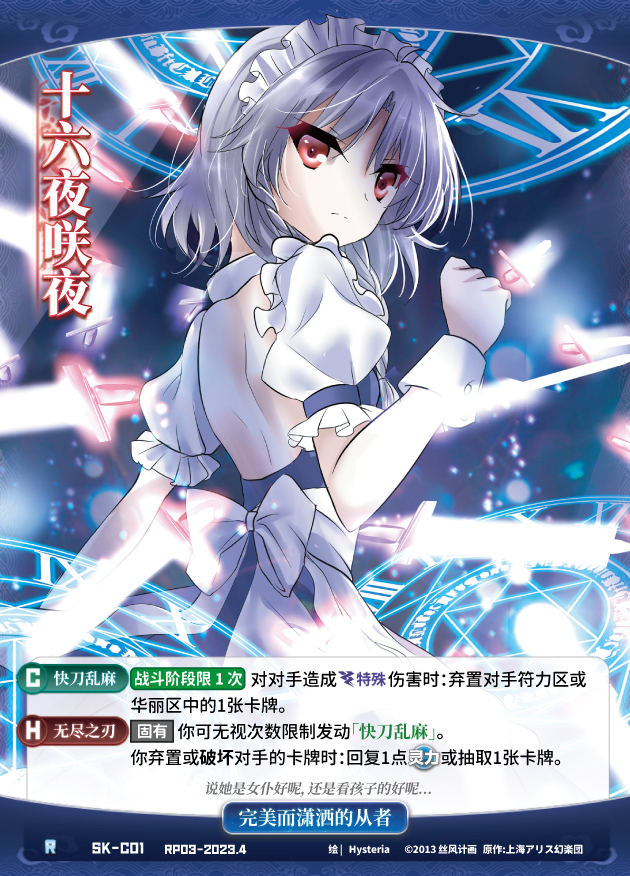 十六夜咲夜
C 快刀乱麻 战斗阶段限1次 对对手造成特殊伤害时:弃置对手符力区或
华丽区中的1张卡牌。
H 无尽之刃 固有 你可无视次数限制发动「快刀乱麻」。
你弃置或破坏对手的卡牌时:回复1点灵力或抽取1张卡牌。
说她是女仆好呢, 还是看孩子的好呢…
完美而潇洒的从者
R SK-C01 RP03-2023.4 绘| Hysteria ©2013 丝风计画 原作:上海アリス幻楽団